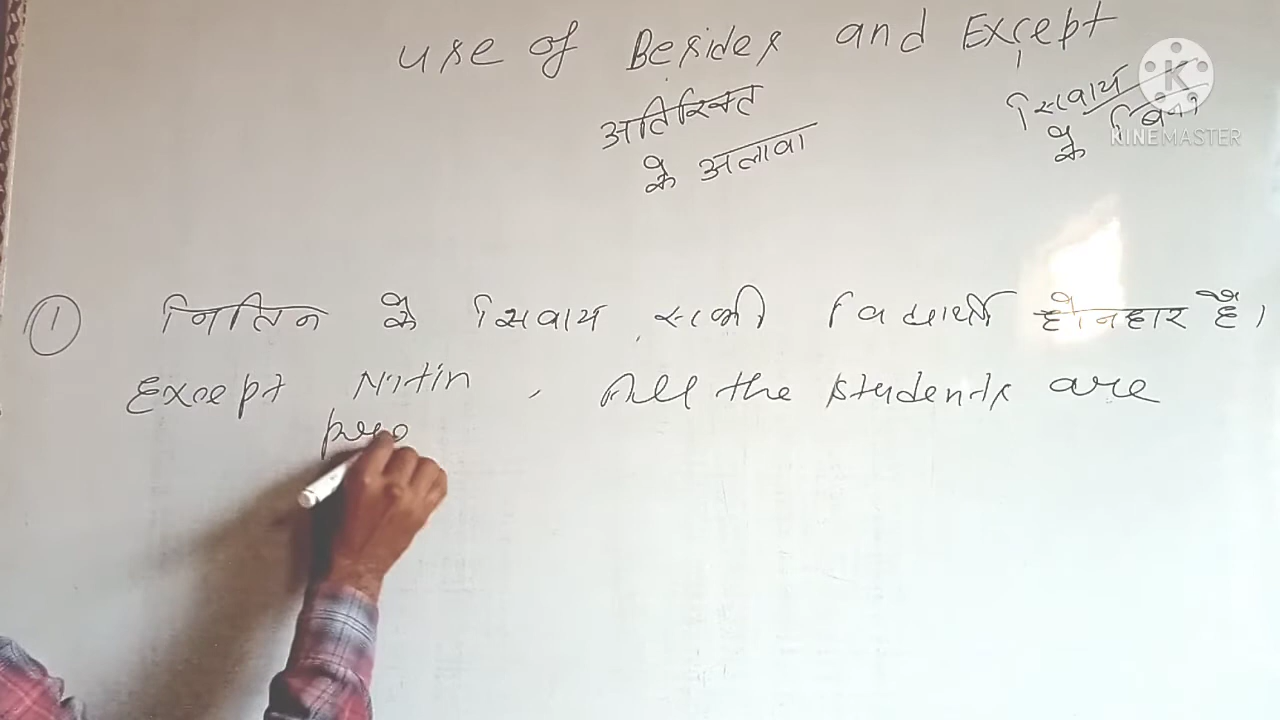 use of Besides and Except
अतिरिक्त
के अलावा
सिवाय
के बिना
KINEMASTER
① नितिन के सिवाय सभी विद्यार्थी होनहार हैं।
Except Nitin, All the students are